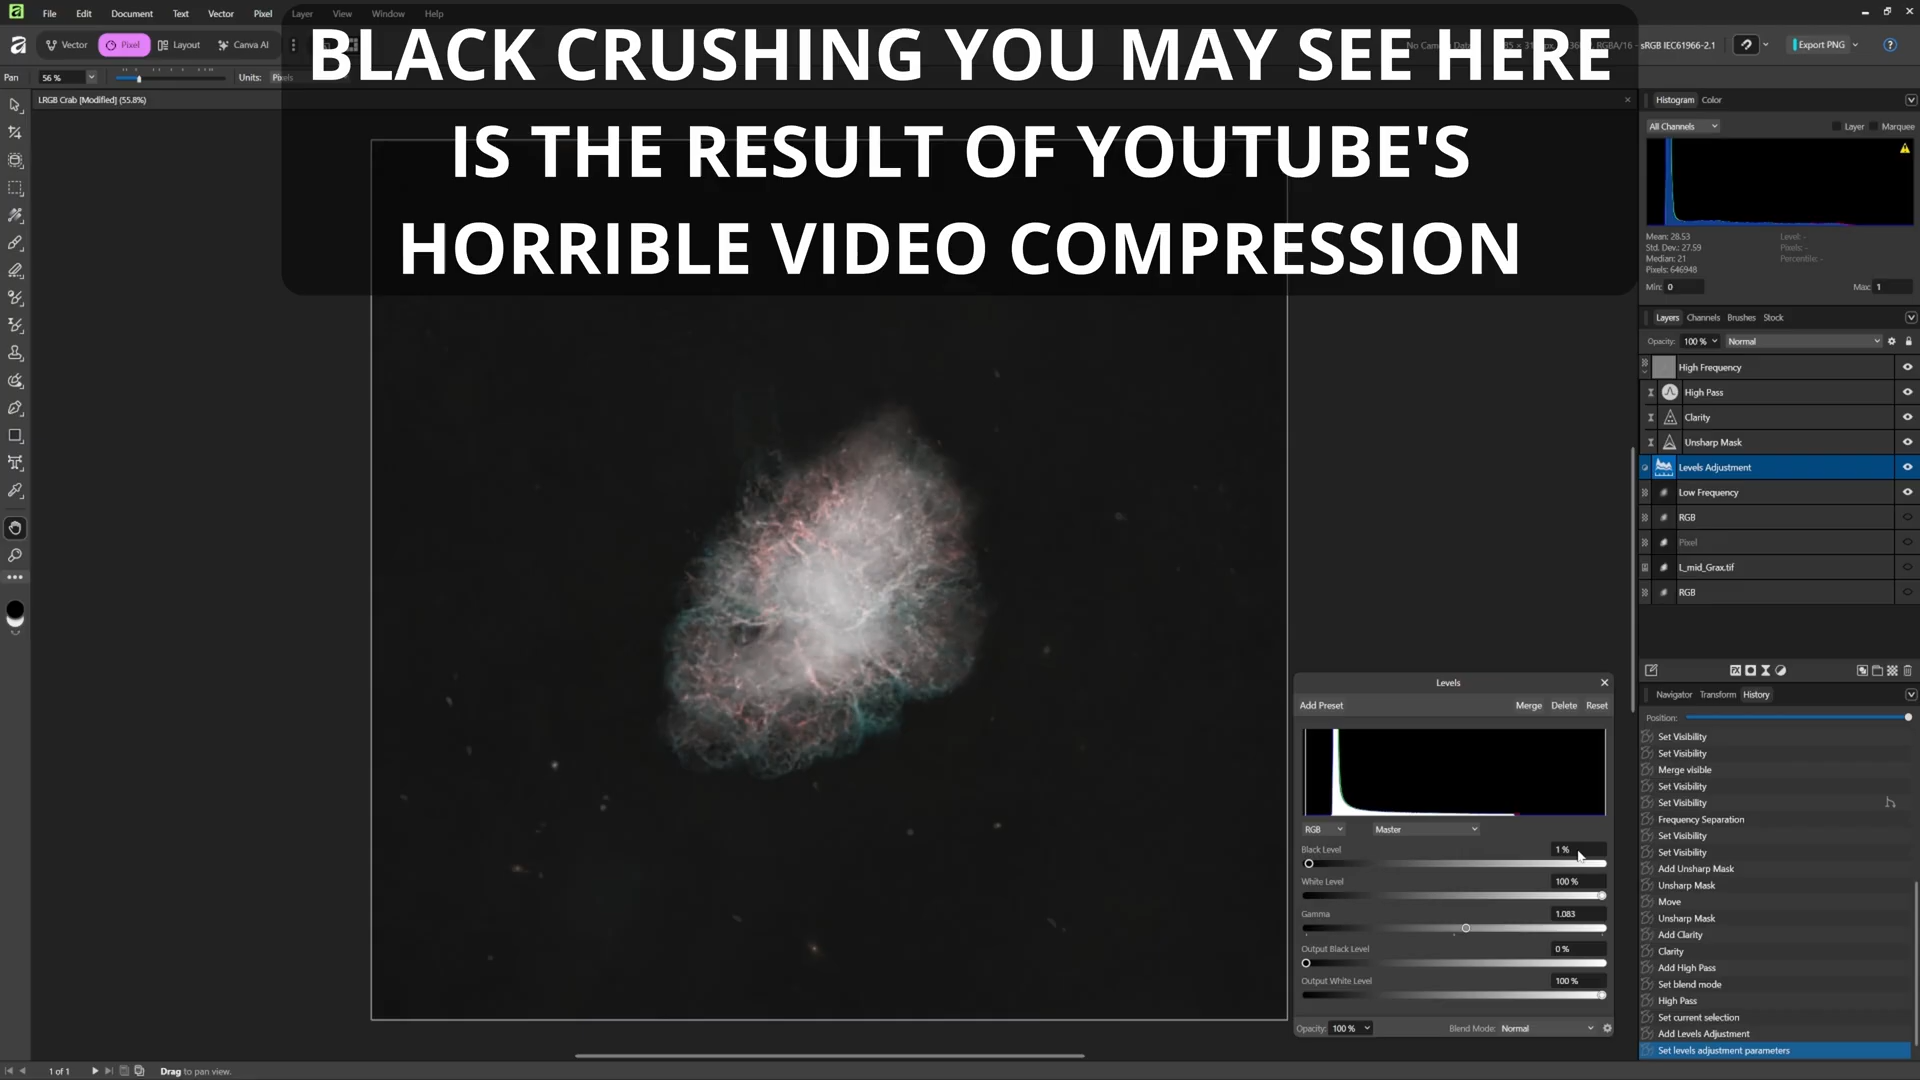 File Edit Document Text Vector Pixel Layer View Window Help
Vector Pixel Layout Canva AI
sRGB IEC61966-2.1 Export PNG
BLACK CRUSHING YOU MAY SEE HERE
IS THE RESULT OF YOUTUBE'S
HORRIBLE VIDEO COMPRESSION
Pan 56 % Units: Pixels
LRGB Crab [Modified] (55.8%)
Histogram Color
All Channels Layer Marquee
Mean: 28.53 Level: -
Std. Dev.: 27.59 Pixels: -
Median: 21 Percentile: -
Pixels: 646948
Min: 0 Max: 1
Layers Channels Brushes Stock
Opacity: 100 % Normal
High Frequency
High Pass
Clarity
Unsharp Mask
Levels Adjustment
Low Frequency
RGB
Pixel
L_mid_Grax.tif
RGB
Navigator Transform History
Position:
Set Visibility
Set Visibility
Merge visible
Set Visibility
Set Visibility
Frequency Separation
Set Visibility
Set Visibility
Add Unsharp Mask
Unsharp Mask
Move
Unsharp Mask
Add Clarity
Clarity
Add High Pass
Set blend mode
High Pass
Set current selection
Add Levels Adjustment
Set levels adjustment parameters
Levels
Add Preset Merge Delete Reset
RGB Master
Black Level 1 %
White Level 100 %
Gamma 1.083
Output Black Level 0 %
Output White Level 100 %
Opacity: 100 % Blend Mode: Normal
1 of 1 Drag to pan view.